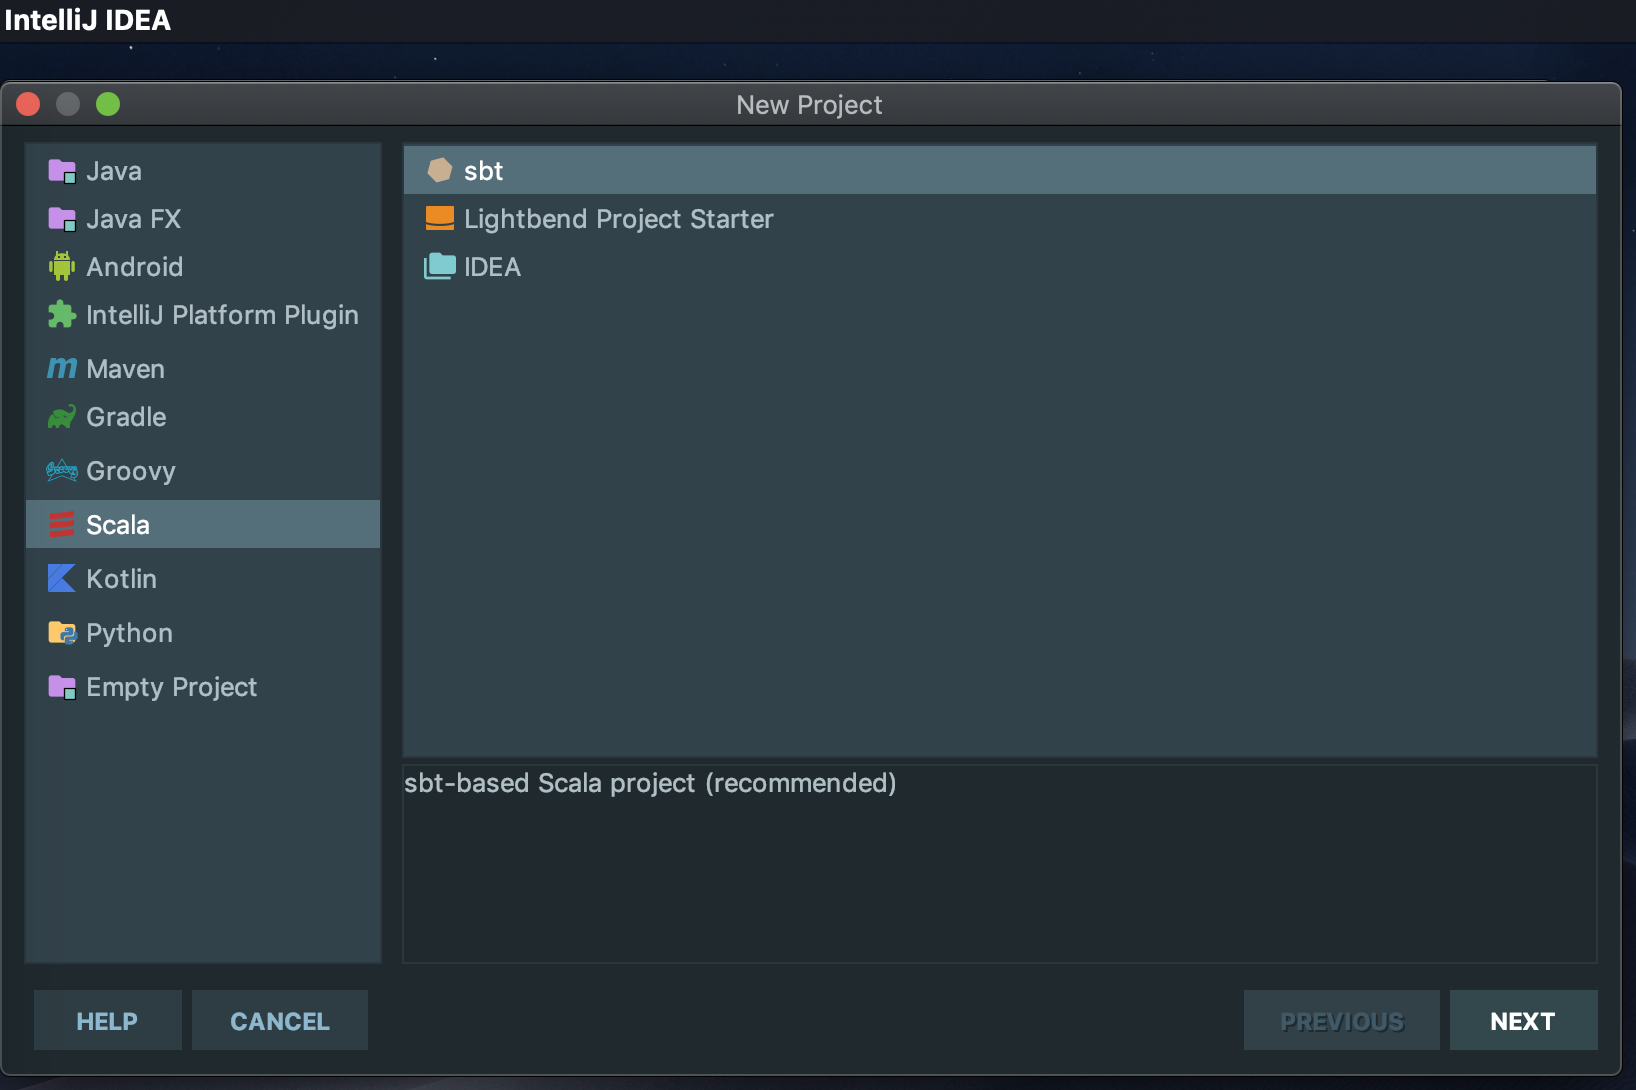 IntelliJ IDEA
New Project
Java
Java FX
Android
IntelliJ Platform Plugin
Maven
Gradle
Groovy
Scala
Kotlin
Python
Empty Project
sbt
Lightbend Project Starter
IDEA
sbt-based Scala project (recommended)
HELP
CANCEL
PREVIOUS
NEXT